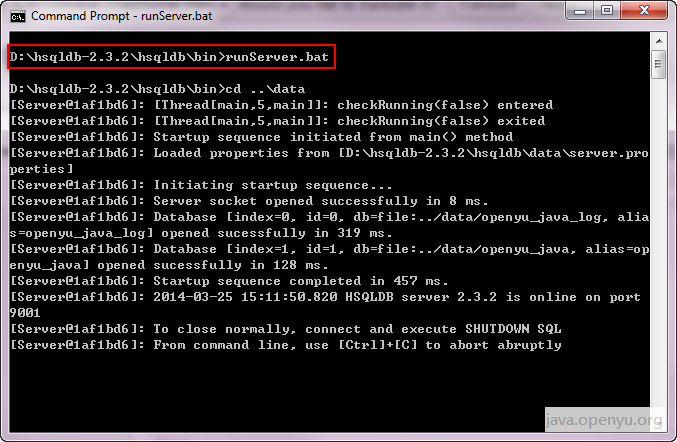 Command Prompt - runServer.bat
D:\hsqldb-2.3.2\hsqldb\bin>runServer.bat
D:\hsqldb-2.3.2\hsqldb\bin>cd ..\data
[Server@1af1bd6]: [Thread[main,5,main]]: checkRunning(false) entered
[Server@1af1bd6]: [Thread[main,5,main]]: checkRunning(false) exited
[Server@1af1bd6]: Startup sequence initiated from main() method
[Server@1af1bd6]: Loaded properties from [D:\hsqldb-2.3.2\hsqldb\data\server.pro
perties]
[Server@1af1bd6]: Initiating startup sequence...
[Server@1af1bd6]: Server socket opened successfully in 8 ms.
[Server@1af1bd6]: Database [index=0, id=0, db=file:../data/openyu_java_log, alia
s=openyu_java_log] opened sucessfully in 319 ms.
[Server@1af1bd6]: Database [index=1, id=1, db=file:../data/openyu_java, alias=op
enyu_java] opened sucessfully in 128 ms.
[Server@1af1bd6]: Startup sequence completed in 457 ms.
[Server@1af1bd6]: 2014-03-25 15:11:50.820 HSQLDB server 2.3.2 is online on port
9001
[Server@1af1bd6]: To close normally, connect and execute SHUTDOWN SQL
[Server@1af1bd6]: From command line, use [Ctrl]+[C] to abort abruptly
java.openyu.org